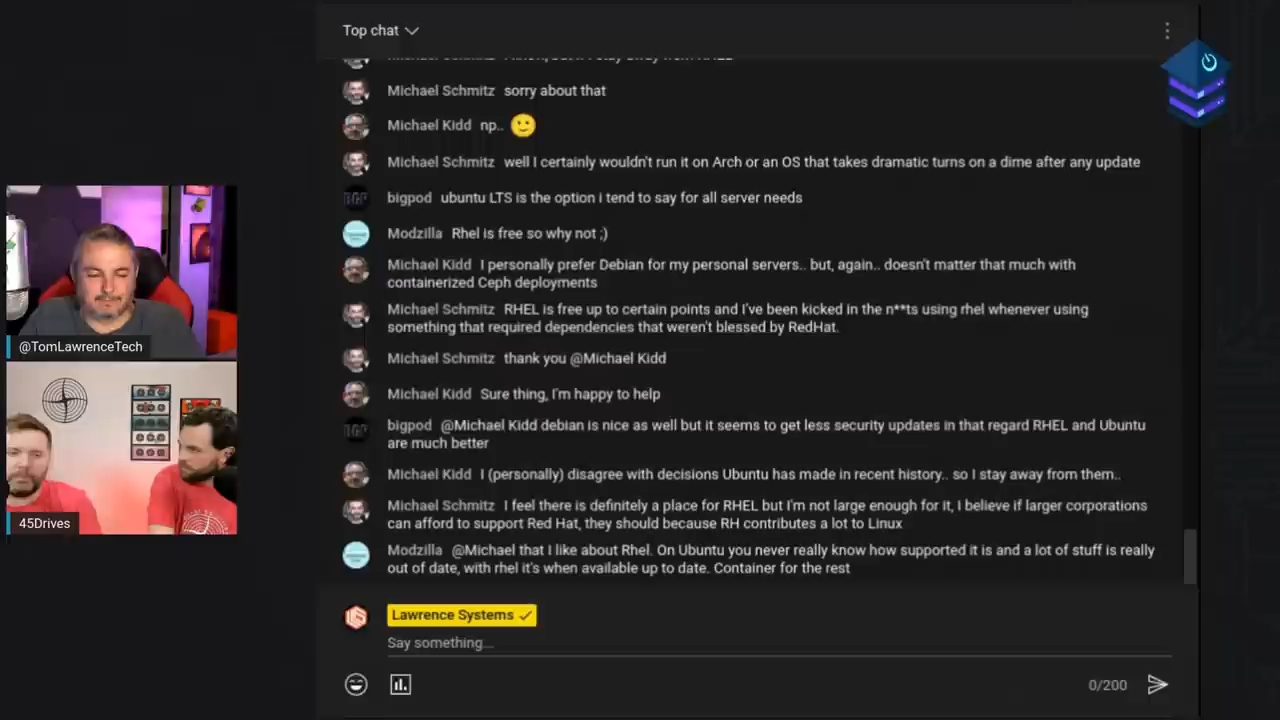 Top chat
Michael Schmitz sorry about that
Michael Kidd np..
Michael Schmitz well I certainly wouldn't run it on Arch or an OS that takes dramatic turns on a dime after any update
bigpod ubuntu LTS is the option i tend to say for all server needs
Modzilla Rhel is free so why not ;)
Michael Kidd I personally prefer Debian for my personal servers.. but, again.. doesn't matter that much with
containerized Ceph deployments
Michael Schmitz RHEL is free up to certain points and I've been kicked in the n**ts using rhel whenever using
something that required dependencies that weren't blessed by RedHat.
Michael Schmitz thank you @Michael Kidd
Michael Kidd Sure thing, I'm happy to help
bigpod @Michael Kidd debian is nice as well but it seems to get less security updates in that regard RHEL and Ubuntu
are much better
Michael Kidd I (personally) disagree with decisions Ubuntu has made in recent history.. so I stay away from them..
Michael Schmitz I feel there is definitely a place for RHEL but I'm not large enough for it, I believe if larger corporations
can afford to support Red Hat, they should because RH contributes a lot to Linux
Modzilla @Michael that I like about Rhel. On Ubuntu you never really know how supported it is and a lot of stuff is really
out of date, with rhel it's when available up to date. Container for the rest
Lawrence Systems
Say something...
0/200
@TomLawrenceTech
45Drives